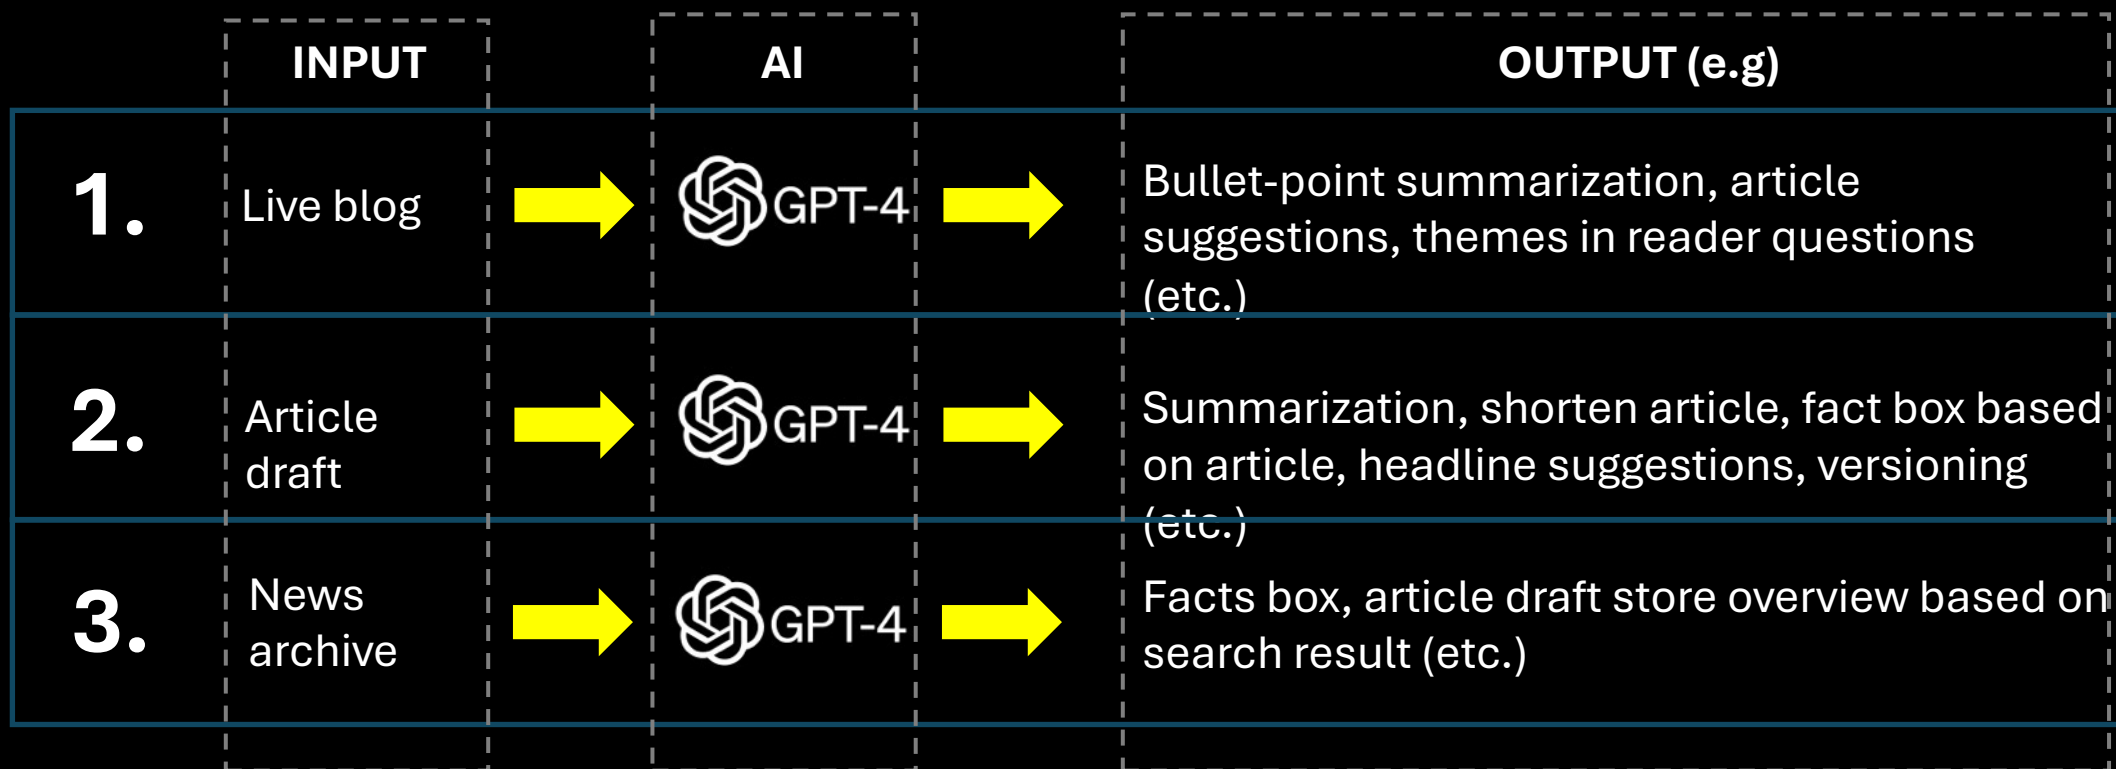 INPUT
AI
OUTPUT (e.g)
1.
Live blog
GPT-4
Bullet-point summarization, article
suggestions, themes in reader questions
(etc.)
2.
Article
draft
GPT-4
Summarization, shorten article, fact box based
on article, headline suggestions, versioning
(etc.)
3.
News
archive
GPT-4
Facts box, article draft store overview based on
search result (etc.)